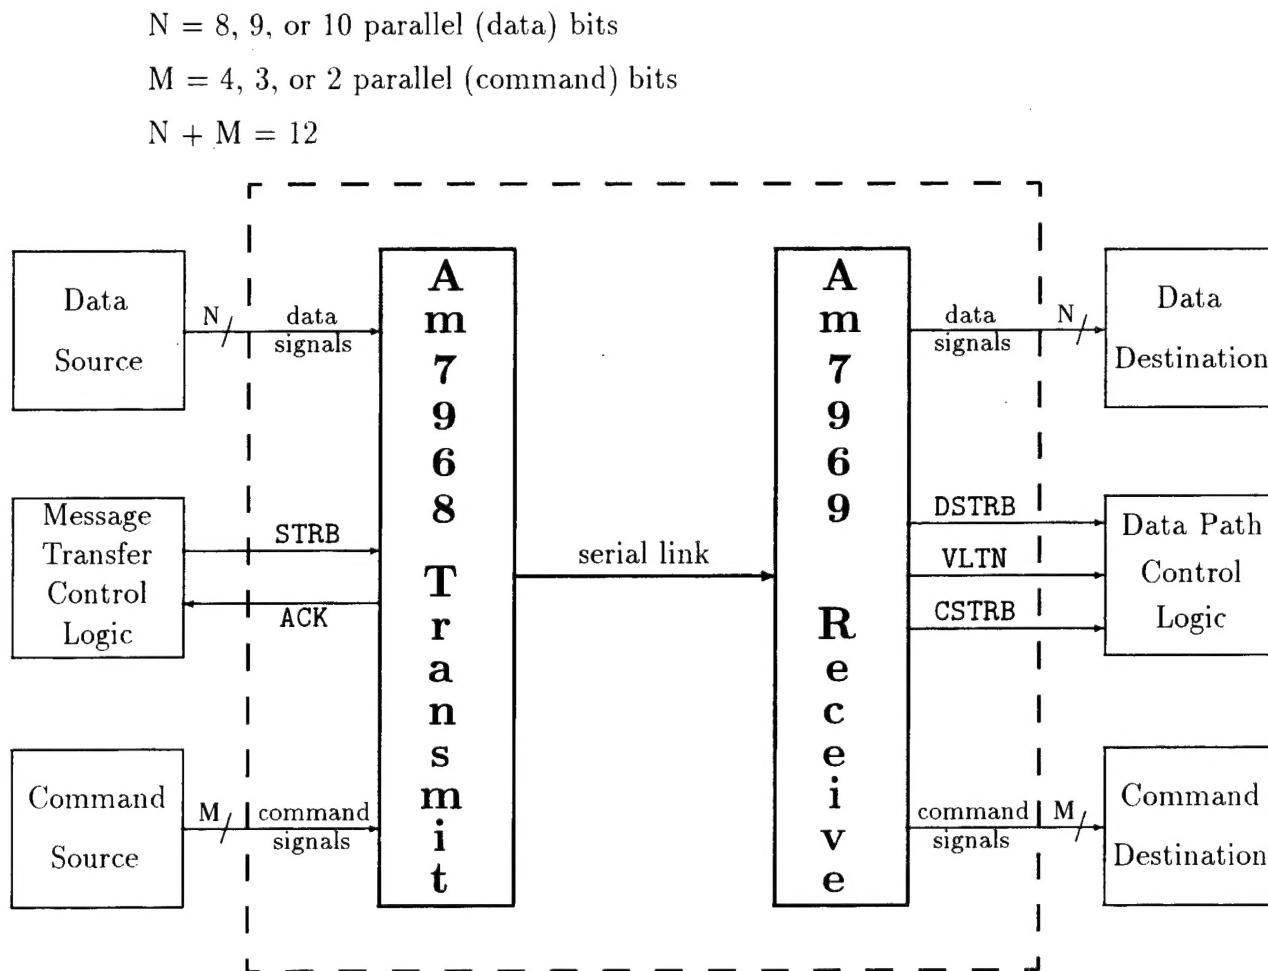 N = 8, 9, or 10 parallel (data) bits
M = 4, 3, or 2 parallel (command) bits
N + M = 12
Data
Source
N
data
signals
Message
Transfer
Control
Logic
STRB
ACK
Command
Source
M
command
signals
Am7968 Transmit
serial link
Am7969 Receive
data
signals
N
Data
Destination
DSTRB
VLTN
CSTRB
Data Path
Control
Logic
command
signals
M
Command
Destination